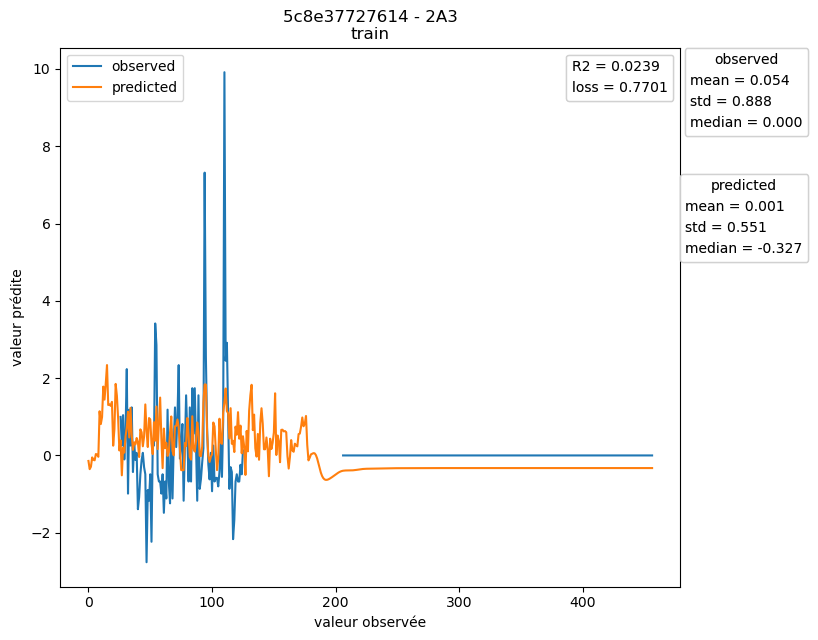 5c8e37727614 - 2A3
train
observed
predicted
R2 = 0.0239
loss = 0.7701
observed
mean = 0.054
std = 0.888
median = 0.000
predicted
mean = 0.001
std = 0.551
median = -0.327
valeur prédite
10
8
6
4
2
0
−2
0
100
200
300
400
valeur observée